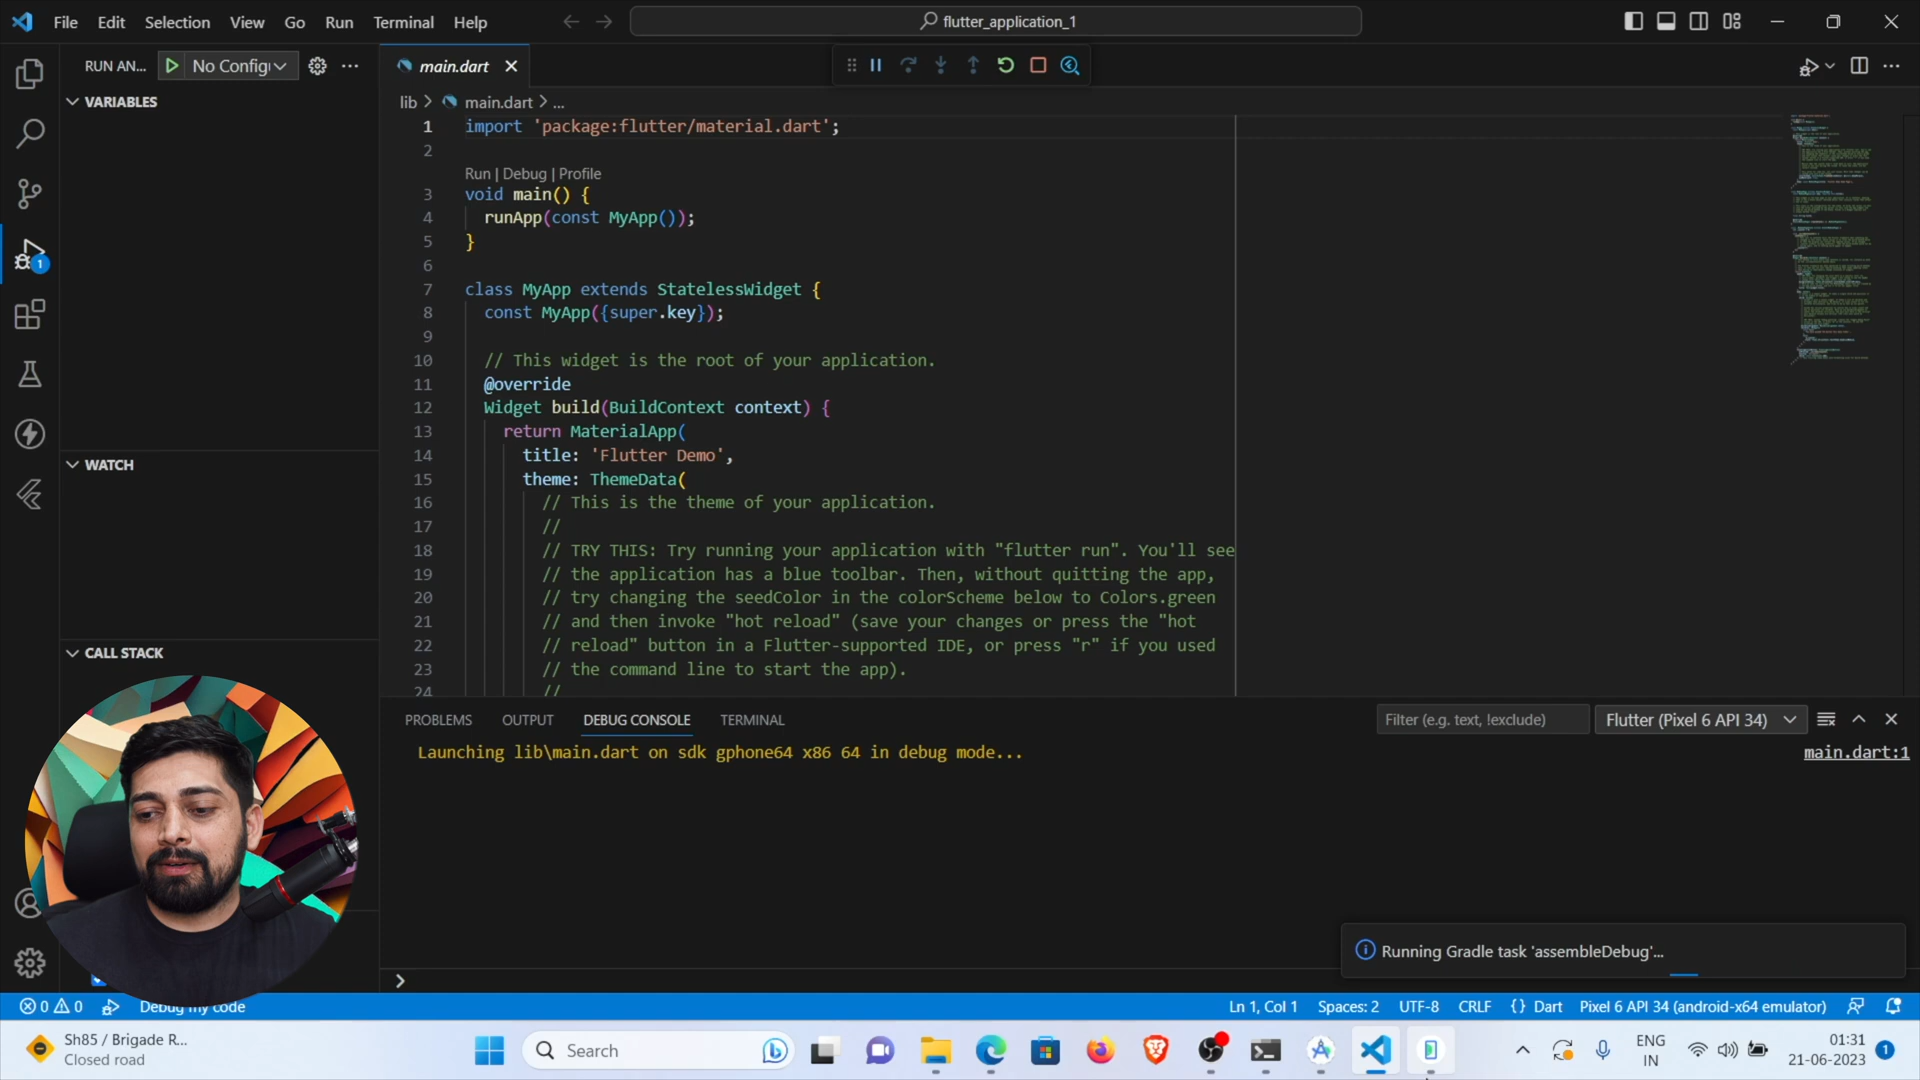 File Edit Selection View Go Run Terminal Help
flutter_application_1
RUN AN... No Config
main.dart
VARIABLES
lib > main.dart > ...
1 import 'package:flutter/material.dart';
2
Run | Debug | Profile
3 void main() {
4 runApp(const MyApp());
5 }
6
7 class MyApp extends StatelessWidget {
8 const MyApp({super.key});
9
10 // This widget is the root of your application.
11 @override
12 Widget build(BuildContext context) {
13 return MaterialApp(
14 title: 'Flutter Demo',
15 theme: ThemeData(
16 // This is the theme of your application.
17 //
18 // TRY THIS: Try running your application with "flutter run". You'll see
19 // the application has a blue toolbar. Then, without quitting the app,
20 // try changing the seedColor in the colorScheme below to Colors.green
21 // and then invoke "hot reload" (save your changes or press the "hot
22 // reload" button in a Flutter-supported IDE, or press "r" if you used
23 // the command line to start the app).
24 //
1
WATCH
CALL STACK
PROBLEMS OUTPUT DEBUG CONSOLE TERMINAL
Filter (e.g. text, !exclude)
Flutter (Pixel 6 API 34)
Launching lib\main.dart on sdk gphone64 x86 64 in debug mode...
main.dart:1
Running Gradle task 'assembleDebug'...
0 0 Debug my code
Ln 1, Col 1 Spaces: 2 UTF-8 CRLF {} Dart Pixel 6 API 34 (android-x64 emulator)
Sh85 / Brigade R...
Closed road
Search
ENG
IN
01:31
21-06-2023
1